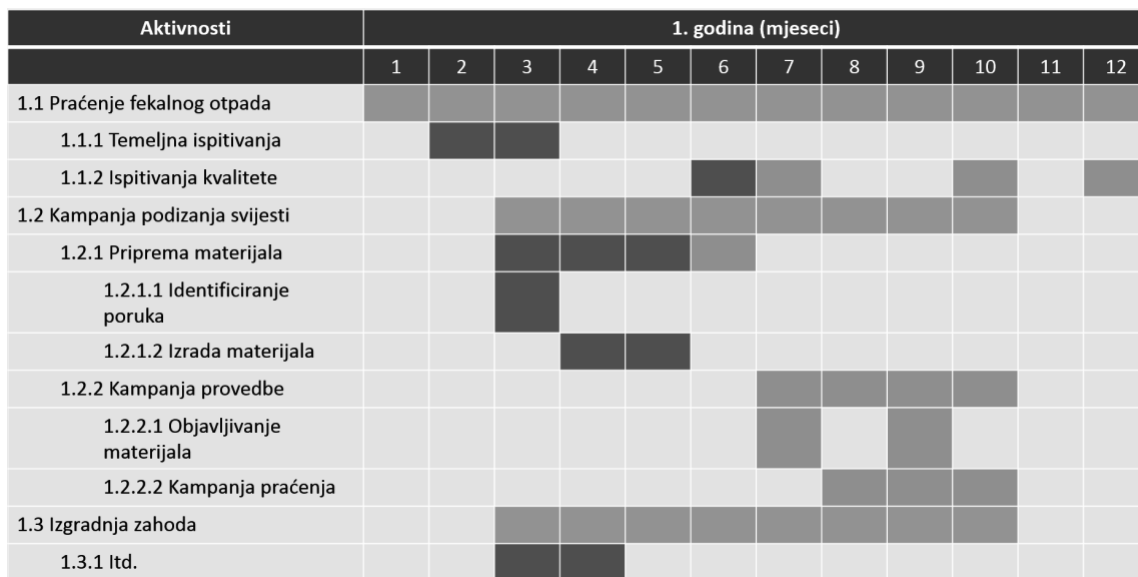 Aktivnosti
1. godina (mjeseci)
1 2 3 4 5 6 7 8 9 10 11 12
1.1 Praćenje fekalnog otpada
1.1.1 Temeljna ispitivanja
1.1.2 Ispitivanja kvalitete
1.2 Kampanja podizanja svijesti
1.2.1 Priprema materijala
1.2.1.1 Identificiranje
poruka
1.2.1.2 Izrada materijala
1.2.2 Kampanja provedbe
1.2.2.1 Objavljivanje
materijala
1.2.2.2 Kampanja praćenja
1.3 Izgradnja zahoda
1.3.1 Itd.